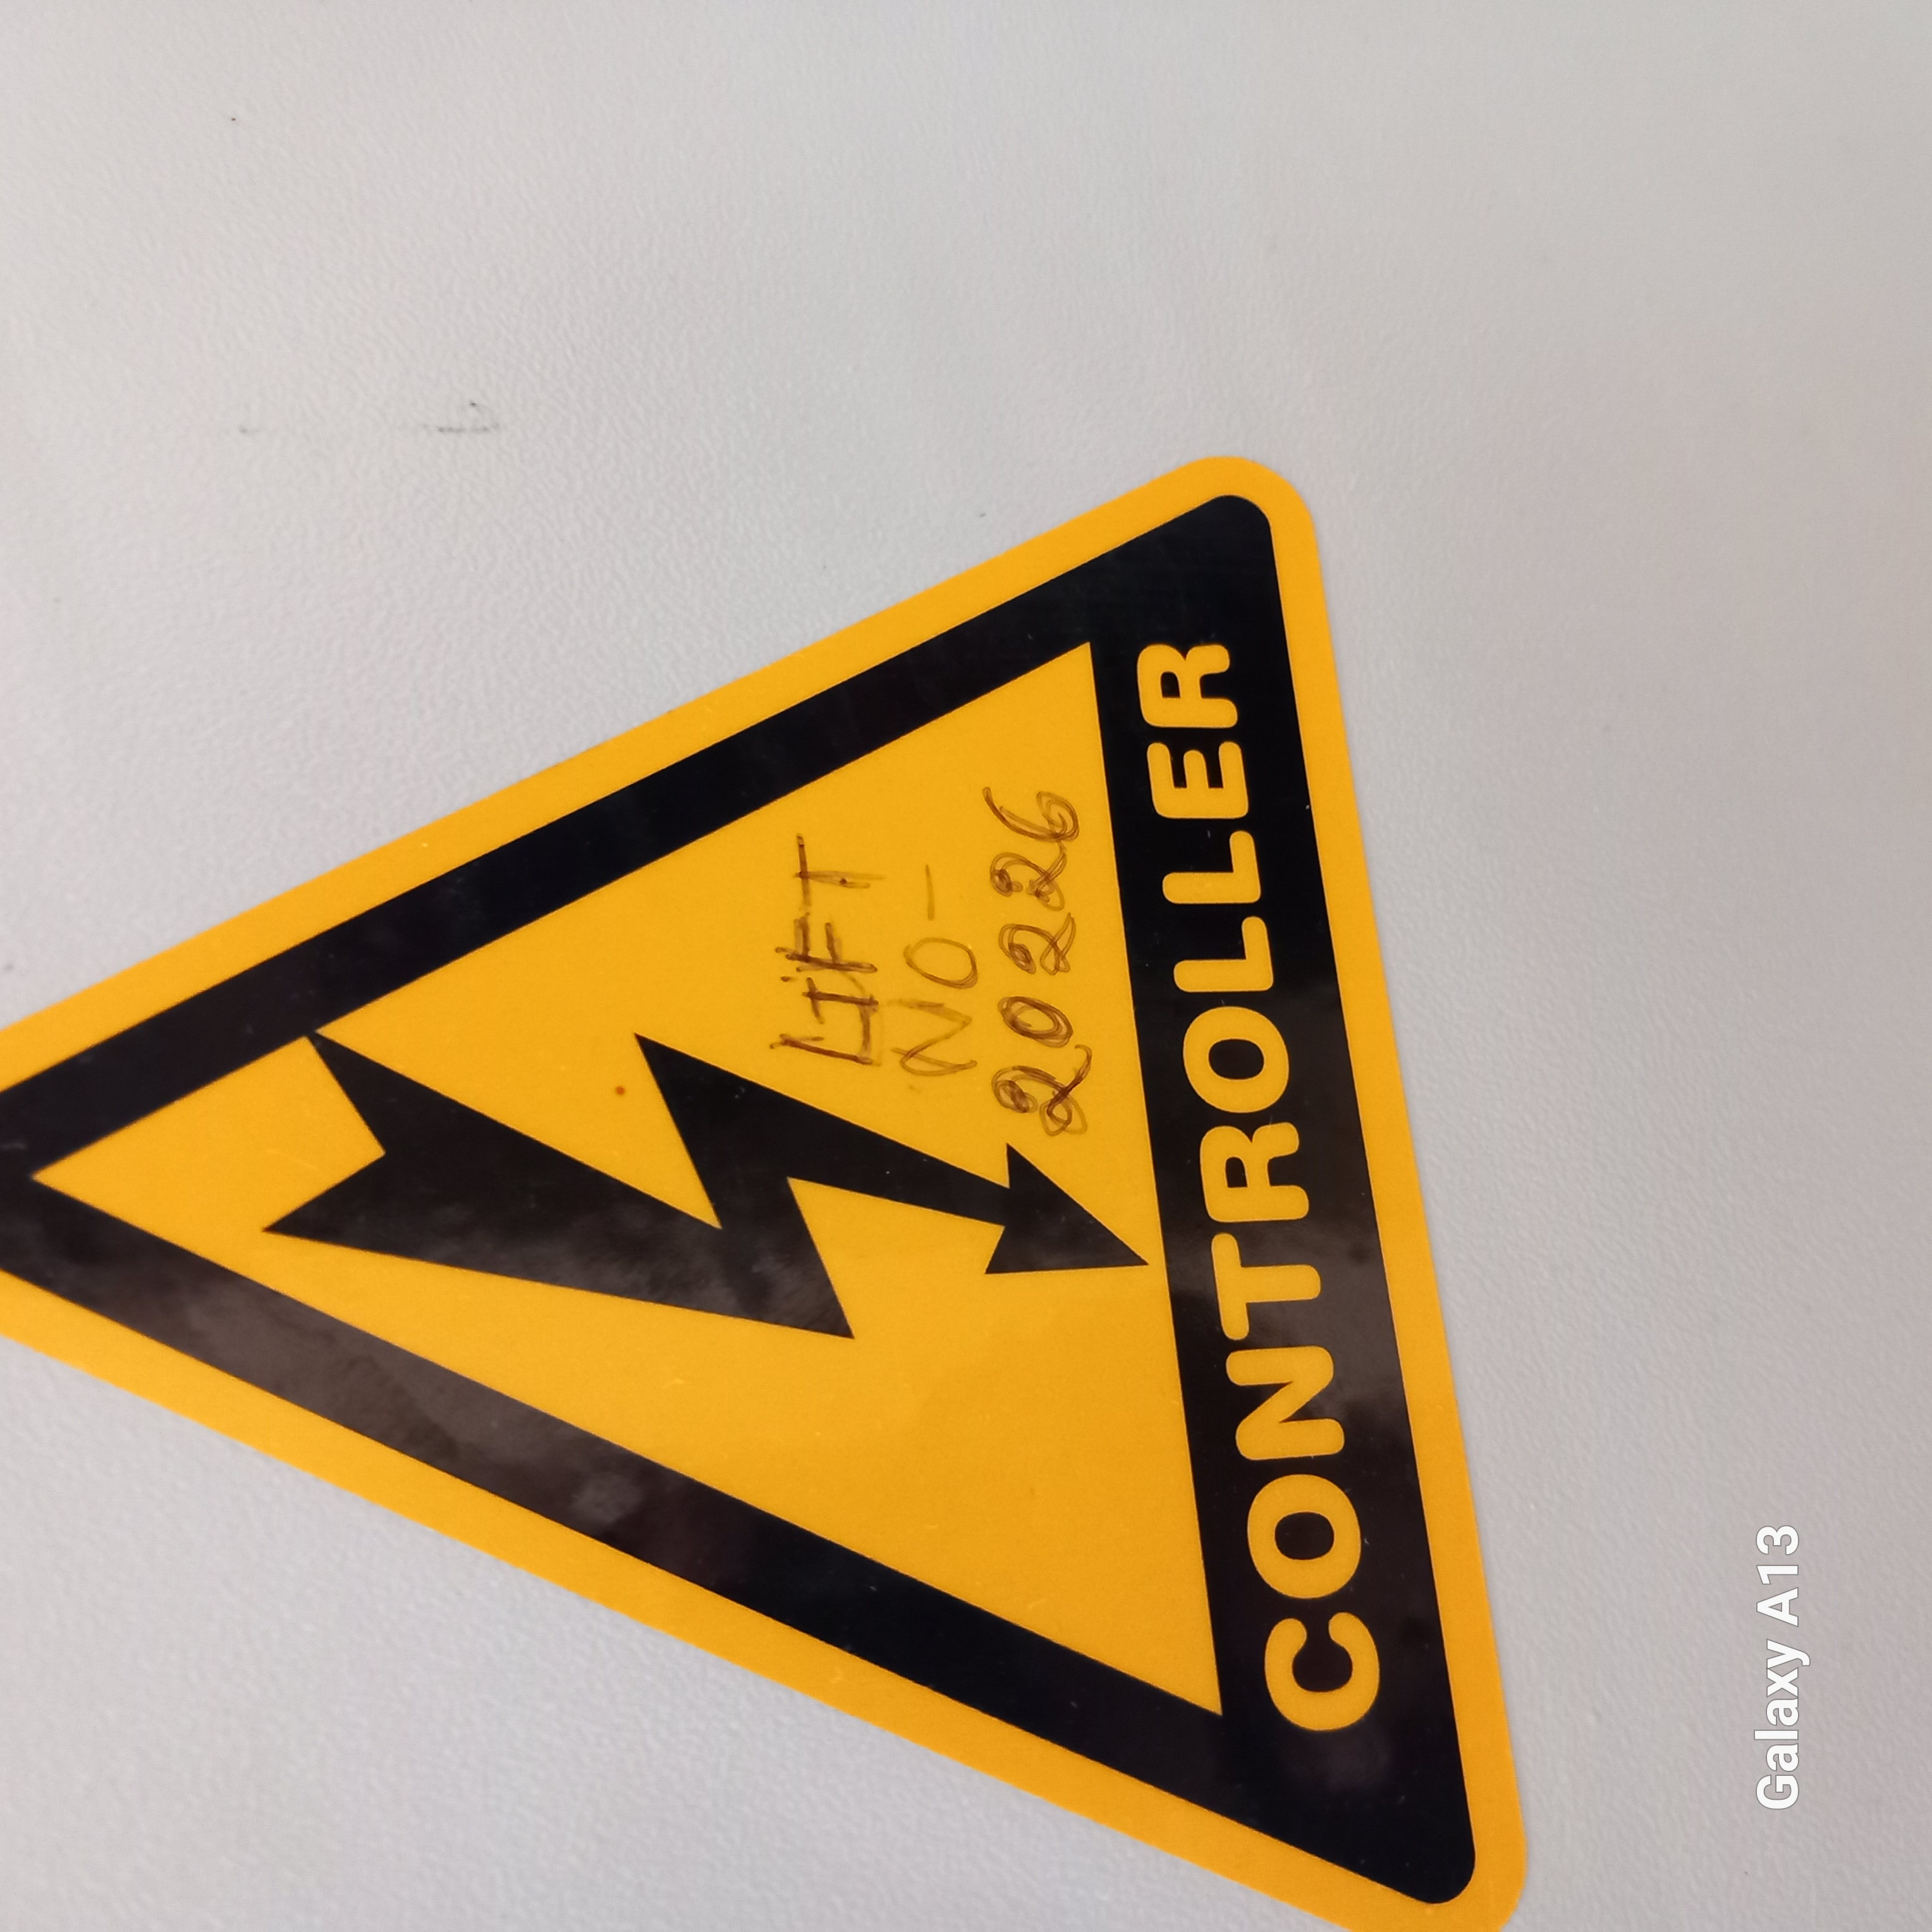 LIFT
NO-
20226
CONTROLLER
Galaxy A13